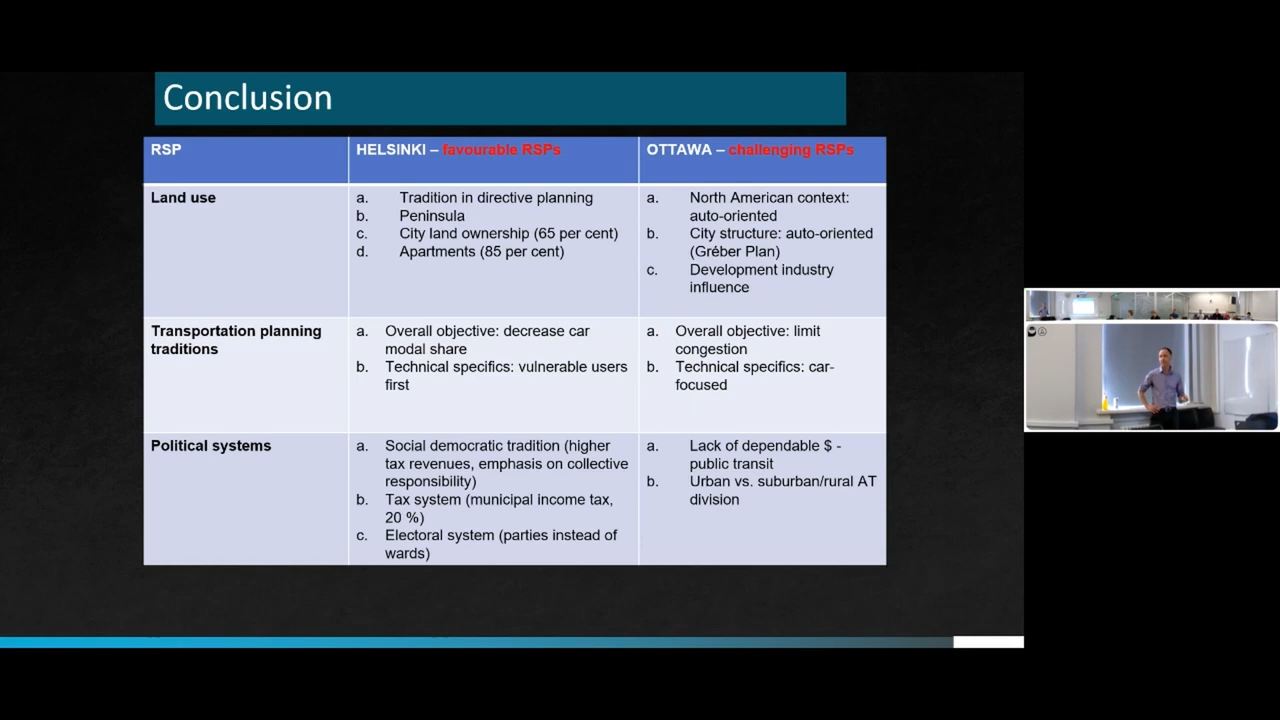 Conclusion
RSP
HELSINKI – favourable RSPs
OTTAWA – challenging RSPs
Land use
a. Tradition in directive planning
b. Peninsula
c. City land ownership (65 per cent)
d. Apartments (85 per cent)
a. North American context:
auto-oriented
b. City structure: auto-oriented
(Gréber Plan)
c. Development industry
influence
Transportation planning
traditions
a. Overall objective: decrease car
modal share
b. Technical specifics: vulnerable users
first
a. Overall objective: limit
congestion
b. Technical specifics: car-
focused
Political systems
a. Social democratic tradition (higher
tax revenues, emphasis on collective
responsibility)
b. Tax system (municipal income tax,
20 %)
c. Electoral system (parties instead of
wards)
a. Lack of dependable $ -
public transit
b. Urban vs. suburban/rural AT
division